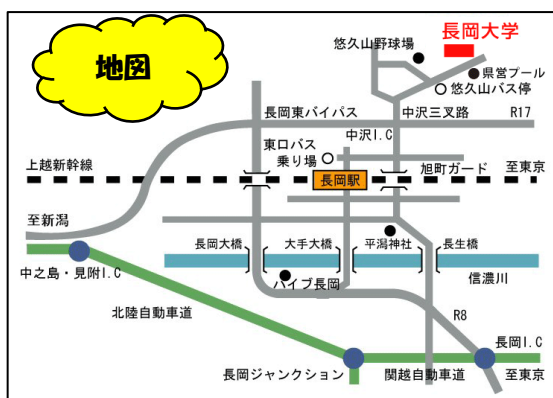 地図
長岡大学
悠久山野球場
県営プール
悠久山バス停
長岡東バイパス
中沢三叉路
R17
中沢I.C
東口バス
乗り場
上越新幹線
長岡駅
旭町ガード
至東京
至新潟
長岡大橋
大手大橋
平潟神社
長生橋
中之島・見附I.C
ハイブ長岡
信濃川
北陸自動車道
R8
長岡I.C
長岡ジャンクション
関越自動車道
至東京